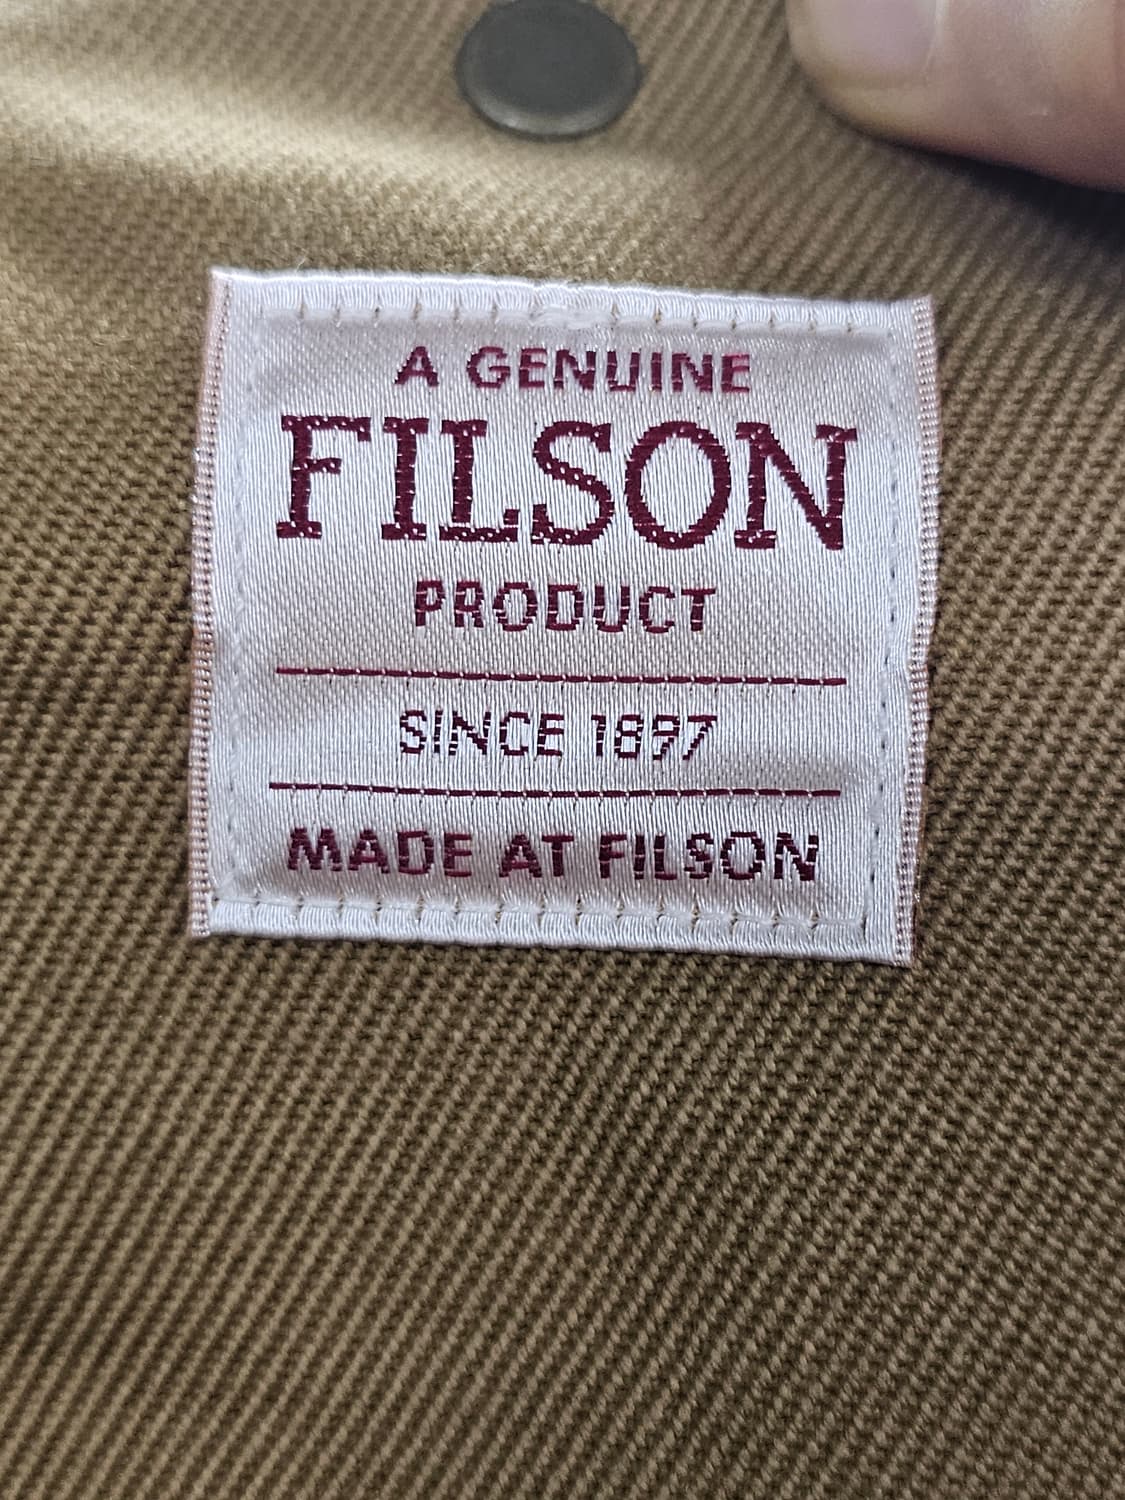 A GENUINE
FILSON
PRODUCT
SINCE 1897
MADE AT FILSON